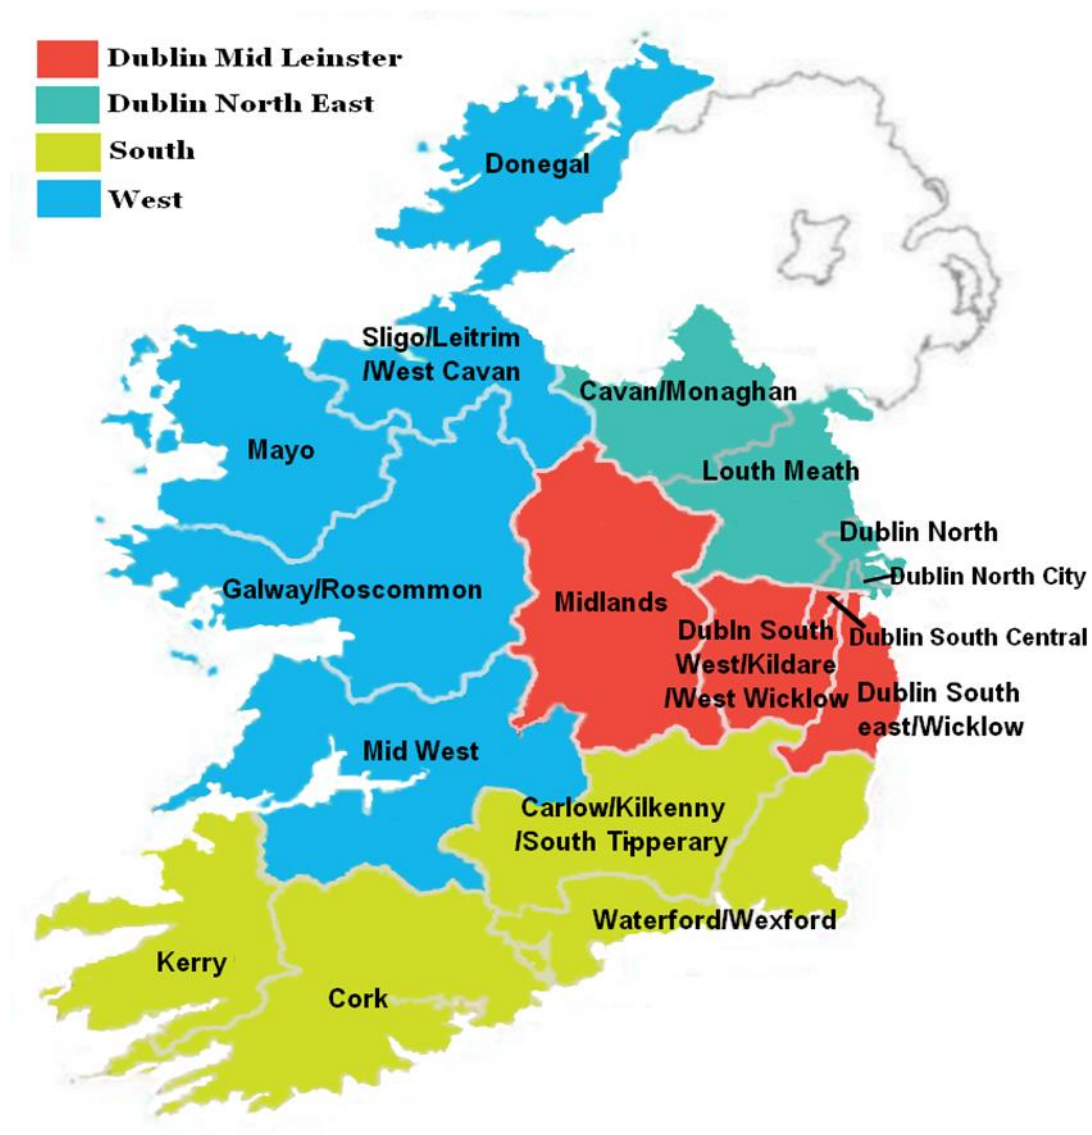 Dublin Mid Leinster
Dublin North East
South
West
Donegal
Sligo/Leitrim
/West Cavan
Cavan/Monaghan
Mayo
Louth Meath
Dublin North
Dublin North City
Galway/Roscommon
Midlands
Dubln South
West/Kildare
/West Wicklow
Dublin South Central
Dublin South
east/Wicklow
Mid West
Carlow/Kilkenny
/South Tipperary
Waterford/Wexford
Kerry
Cork